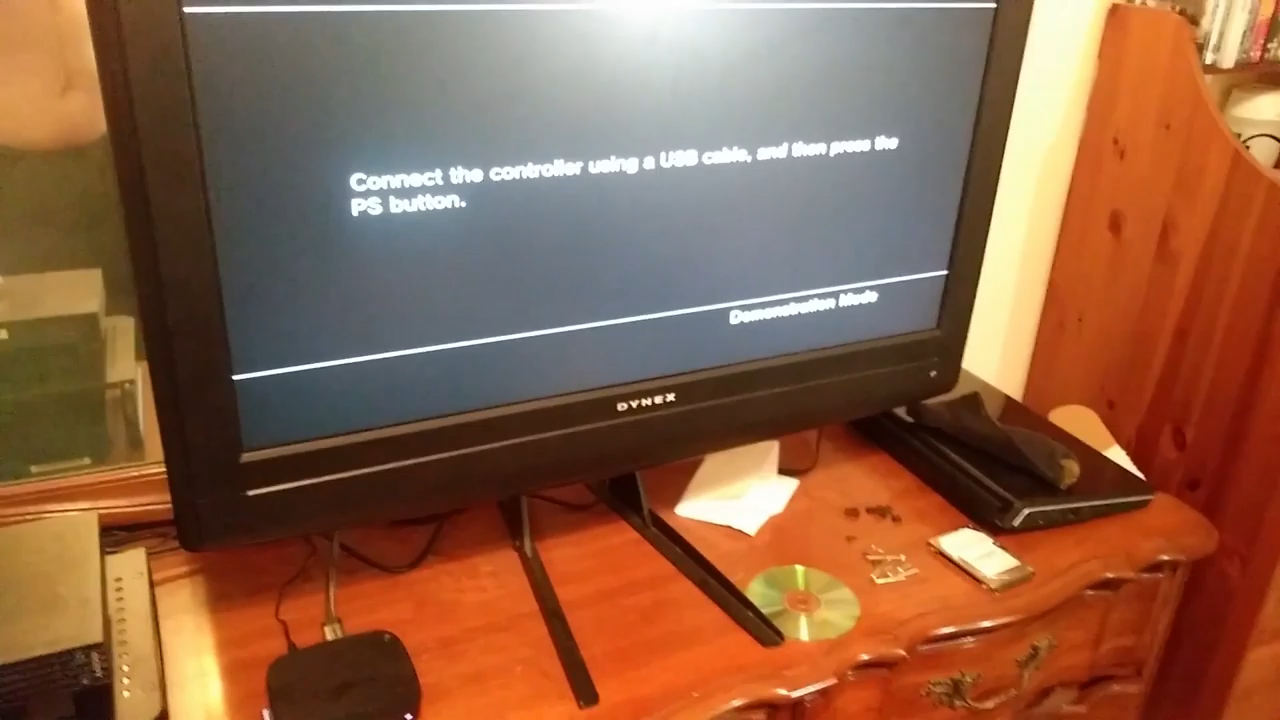 Connect the controller using a USB cable, and then press the
PS button.
Demonstration Mode
DYNEX